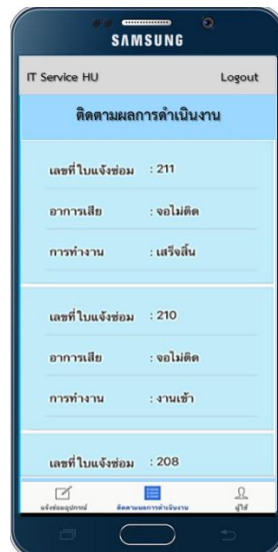 SAMSUNG
IT Service HU Logout
ติดตามผลการดำเนินงาน
เลขที่ใบแจ้งซ่อม : 211
อาการเสีย : จอไม่ติด
การทำงาน : เสร็จสิ้น
เลขที่ใบแจ้งซ่อม : 210
อาการเสีย : จอไม่ติด
การทำงาน : งานเข้า
เลขที่ใบแจ้งซ่อม : 208
แจ้งซ่อมอุปกรณ์ ติดตามผลการดำเนินงาน ผู้ใช้